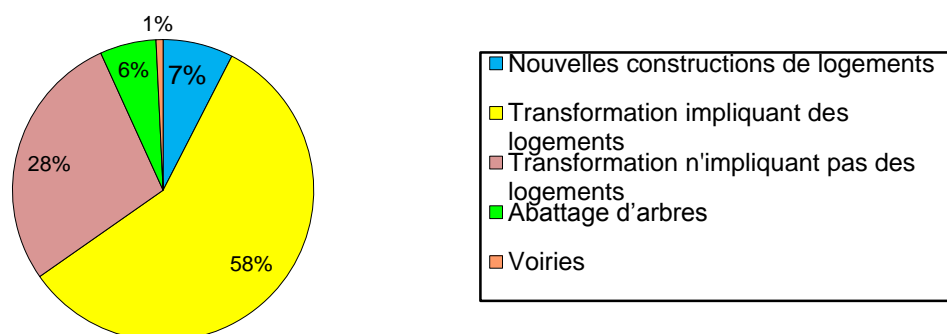 1%
6%
7%
28%
58%
Nouvelles constructions de logements
Transformation impliquant des
logements
Transformation n'impliquant pas des
logements
Abattage d’arbres
Voiries